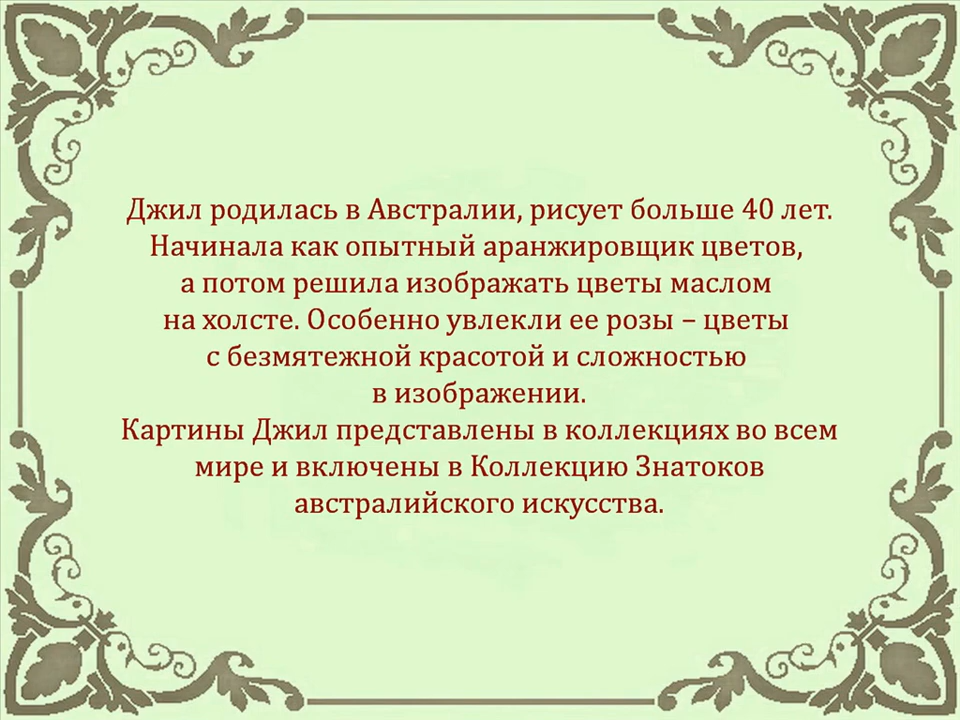 Джил родилась в Австралии, рисует больше 40 лет.
Начинала как опытный аранжировщик цветов,
а потом решила изображать цветы маслом
на холсте. Особенно увлекли ее розы – цветы
с безмятежной красотой и сложностью
в изображении.
Картины Джил представлены в коллекциях во всем
мире и включены в Коллекцию Знатоков
австралийского искусства.